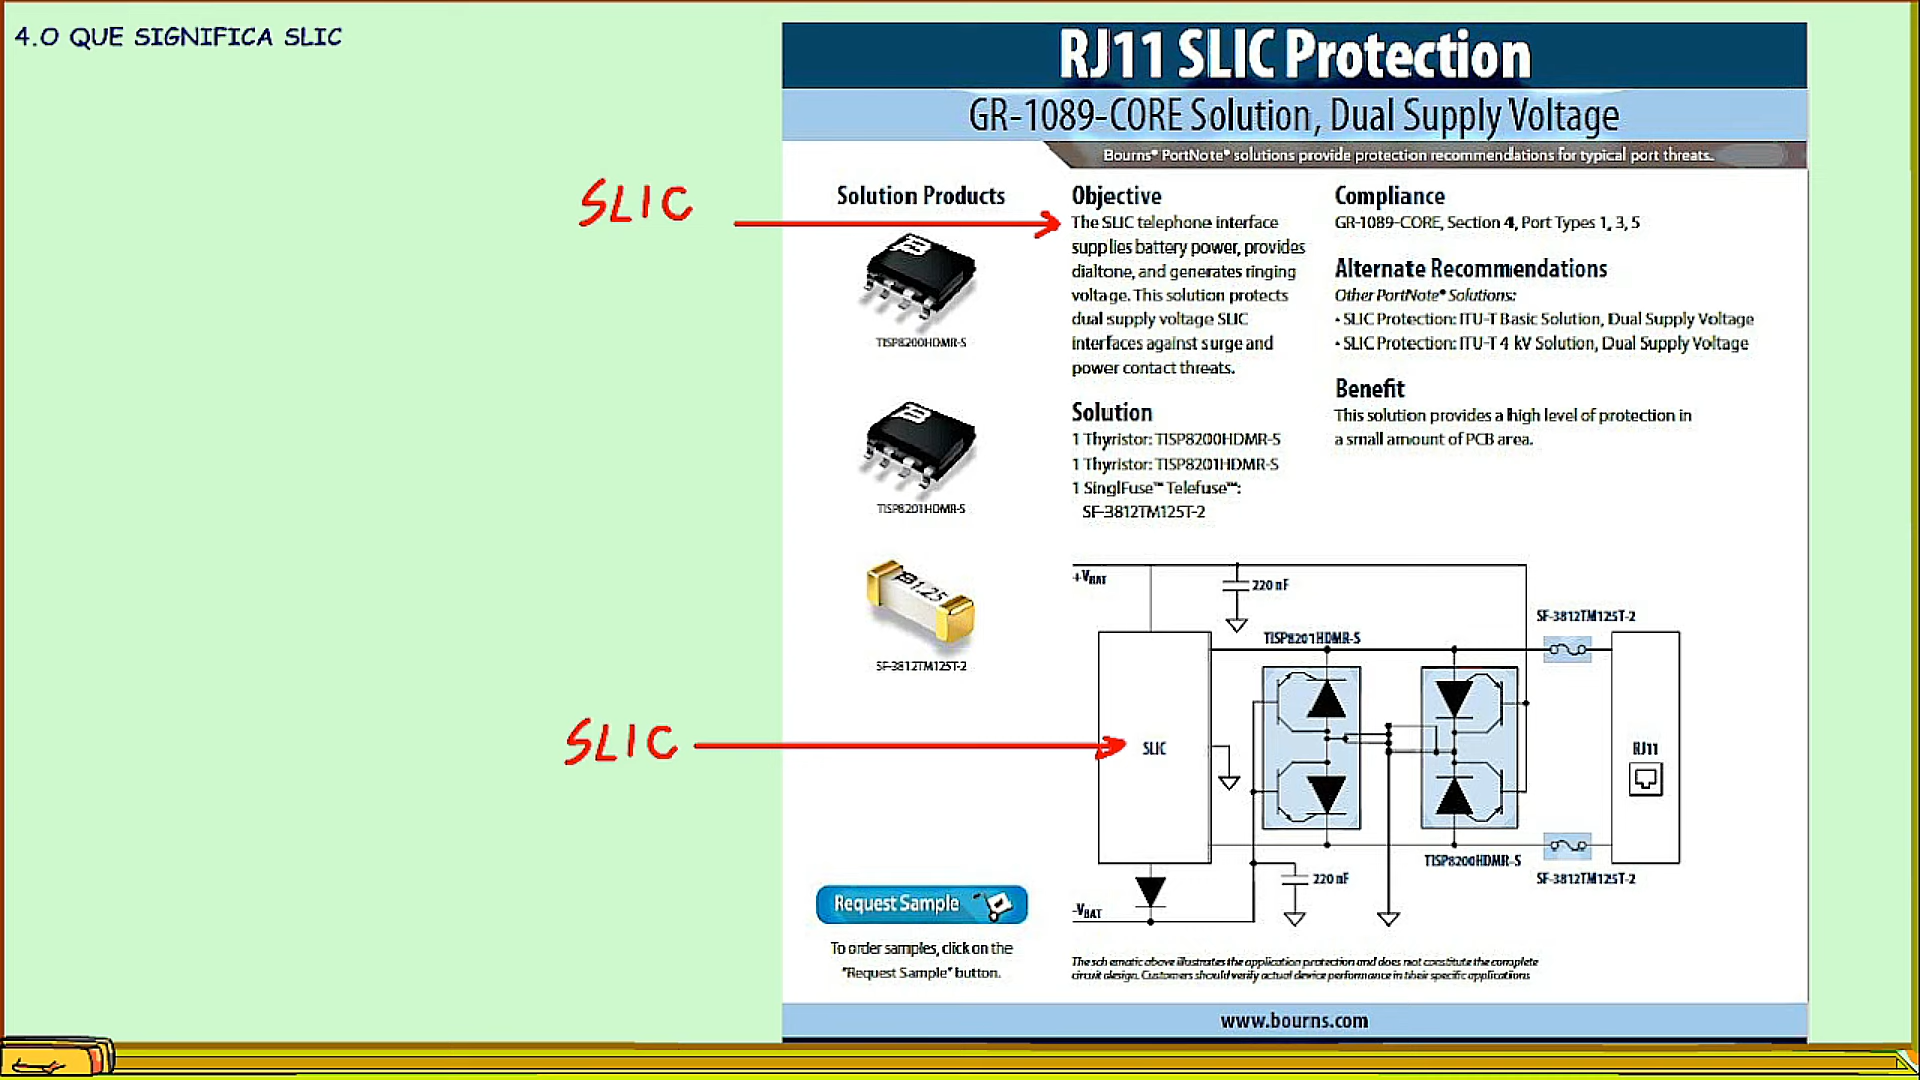 4.O QUE SIGNIFICA SLIC
RJ11 SLIC Protection
GR-1089-CORE Solution, Dual Supply Voltage
Bourns® PortNote® solutions provide protection recommendations for typical port threats.
SLIC
Solution Products
TISP8200HDMR-S
TISP8201HDMR-S
SF-3812TM125T-2
Objective
The SLIC telephone interface
supplies battery power, provides
dialtone, and generates ringing
voltage. This solution protects
dual supply voltage SLIC
interfaces against surge and
power contact threats.
Solution
1 Thyristor: TISP8200HDMR-S
1 Thyristor: TISP8201HDMR-S
1 SinglFuse™ Telefuse™:
SF-3812TM125T-2
Compliance
GR-1089-CORE, Section 4, Port Types 1, 3, 5
Alternate Recommendations
Other PortNote® Solutions:
• SLIC Protection: ITU-T Basic Solution, Dual Supply Voltage
• SLIC Protection: ITU-T 4 kV Solution, Dual Supply Voltage
Benefit
This solution provides a high level of protection in
a small amount of PCB area.
+VBAT
220 nF
SF-3812TM125T-2
TISP8201HDMR-S
1.25
SLIC
SLIC
RJ11
TISP8200HDMR-S
SF-3812TM125T-2
220 nF
-VBAT
Request Sample
To order samples, click on the
"Request Sample" button.
The schematic above illustrates the application protection and does not constitute the complete
circuit design. Customers should verify actual device performance in their specific applications
www.bourns.com